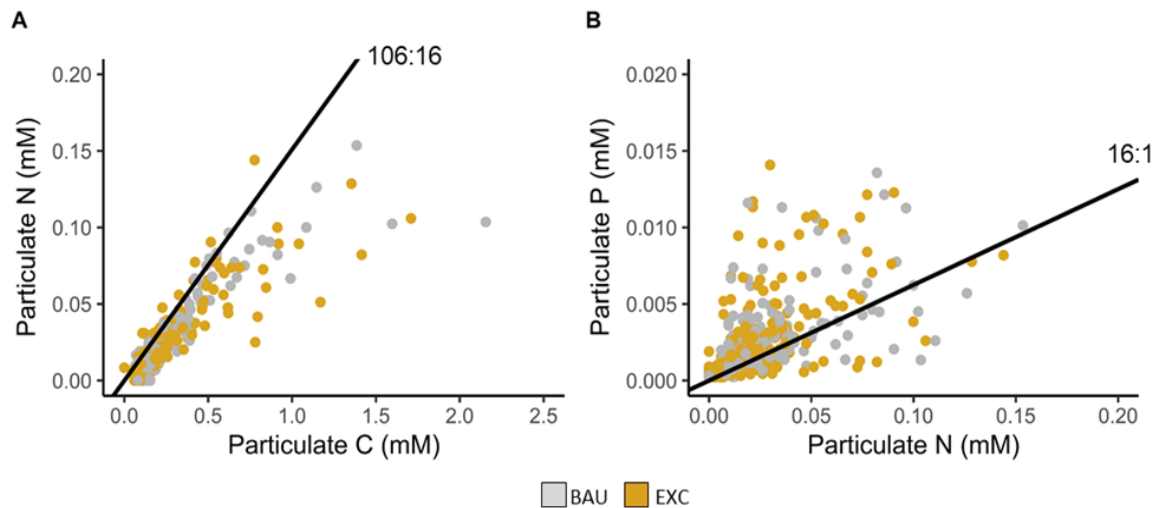 A
B
106:16
0.20
0.15
0.10
0.05
0.00
Particulate N (mM)
0.0 0.5 1.0 1.5 2.0 2.5
Particulate C (mM)
16:1
0.020
0.015
0.010
0.005
0.000
Particulate P (mM)
0.00 0.05 0.10 0.15 0.20
Particulate N (mM)
BAU EXC